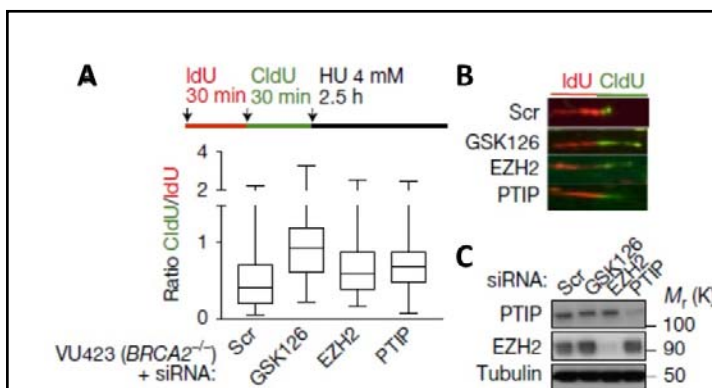 A
IdU CldU HU 4 mM
30 min 30 min 2.5 h
4
2
1
0
Ratio CldU/IdU
Scr
GSK126
EZH2
PTIP
VU423 (BRCA2⁻/⁻)
+ siRNA:
B
IdU CldU
Scr
GSK126
EZH2
PTIP
C
siRNA: Scr GSK126 EZH2 PTIP Mr (K)
PTIP
100
EZH2 90
Tubulin 50